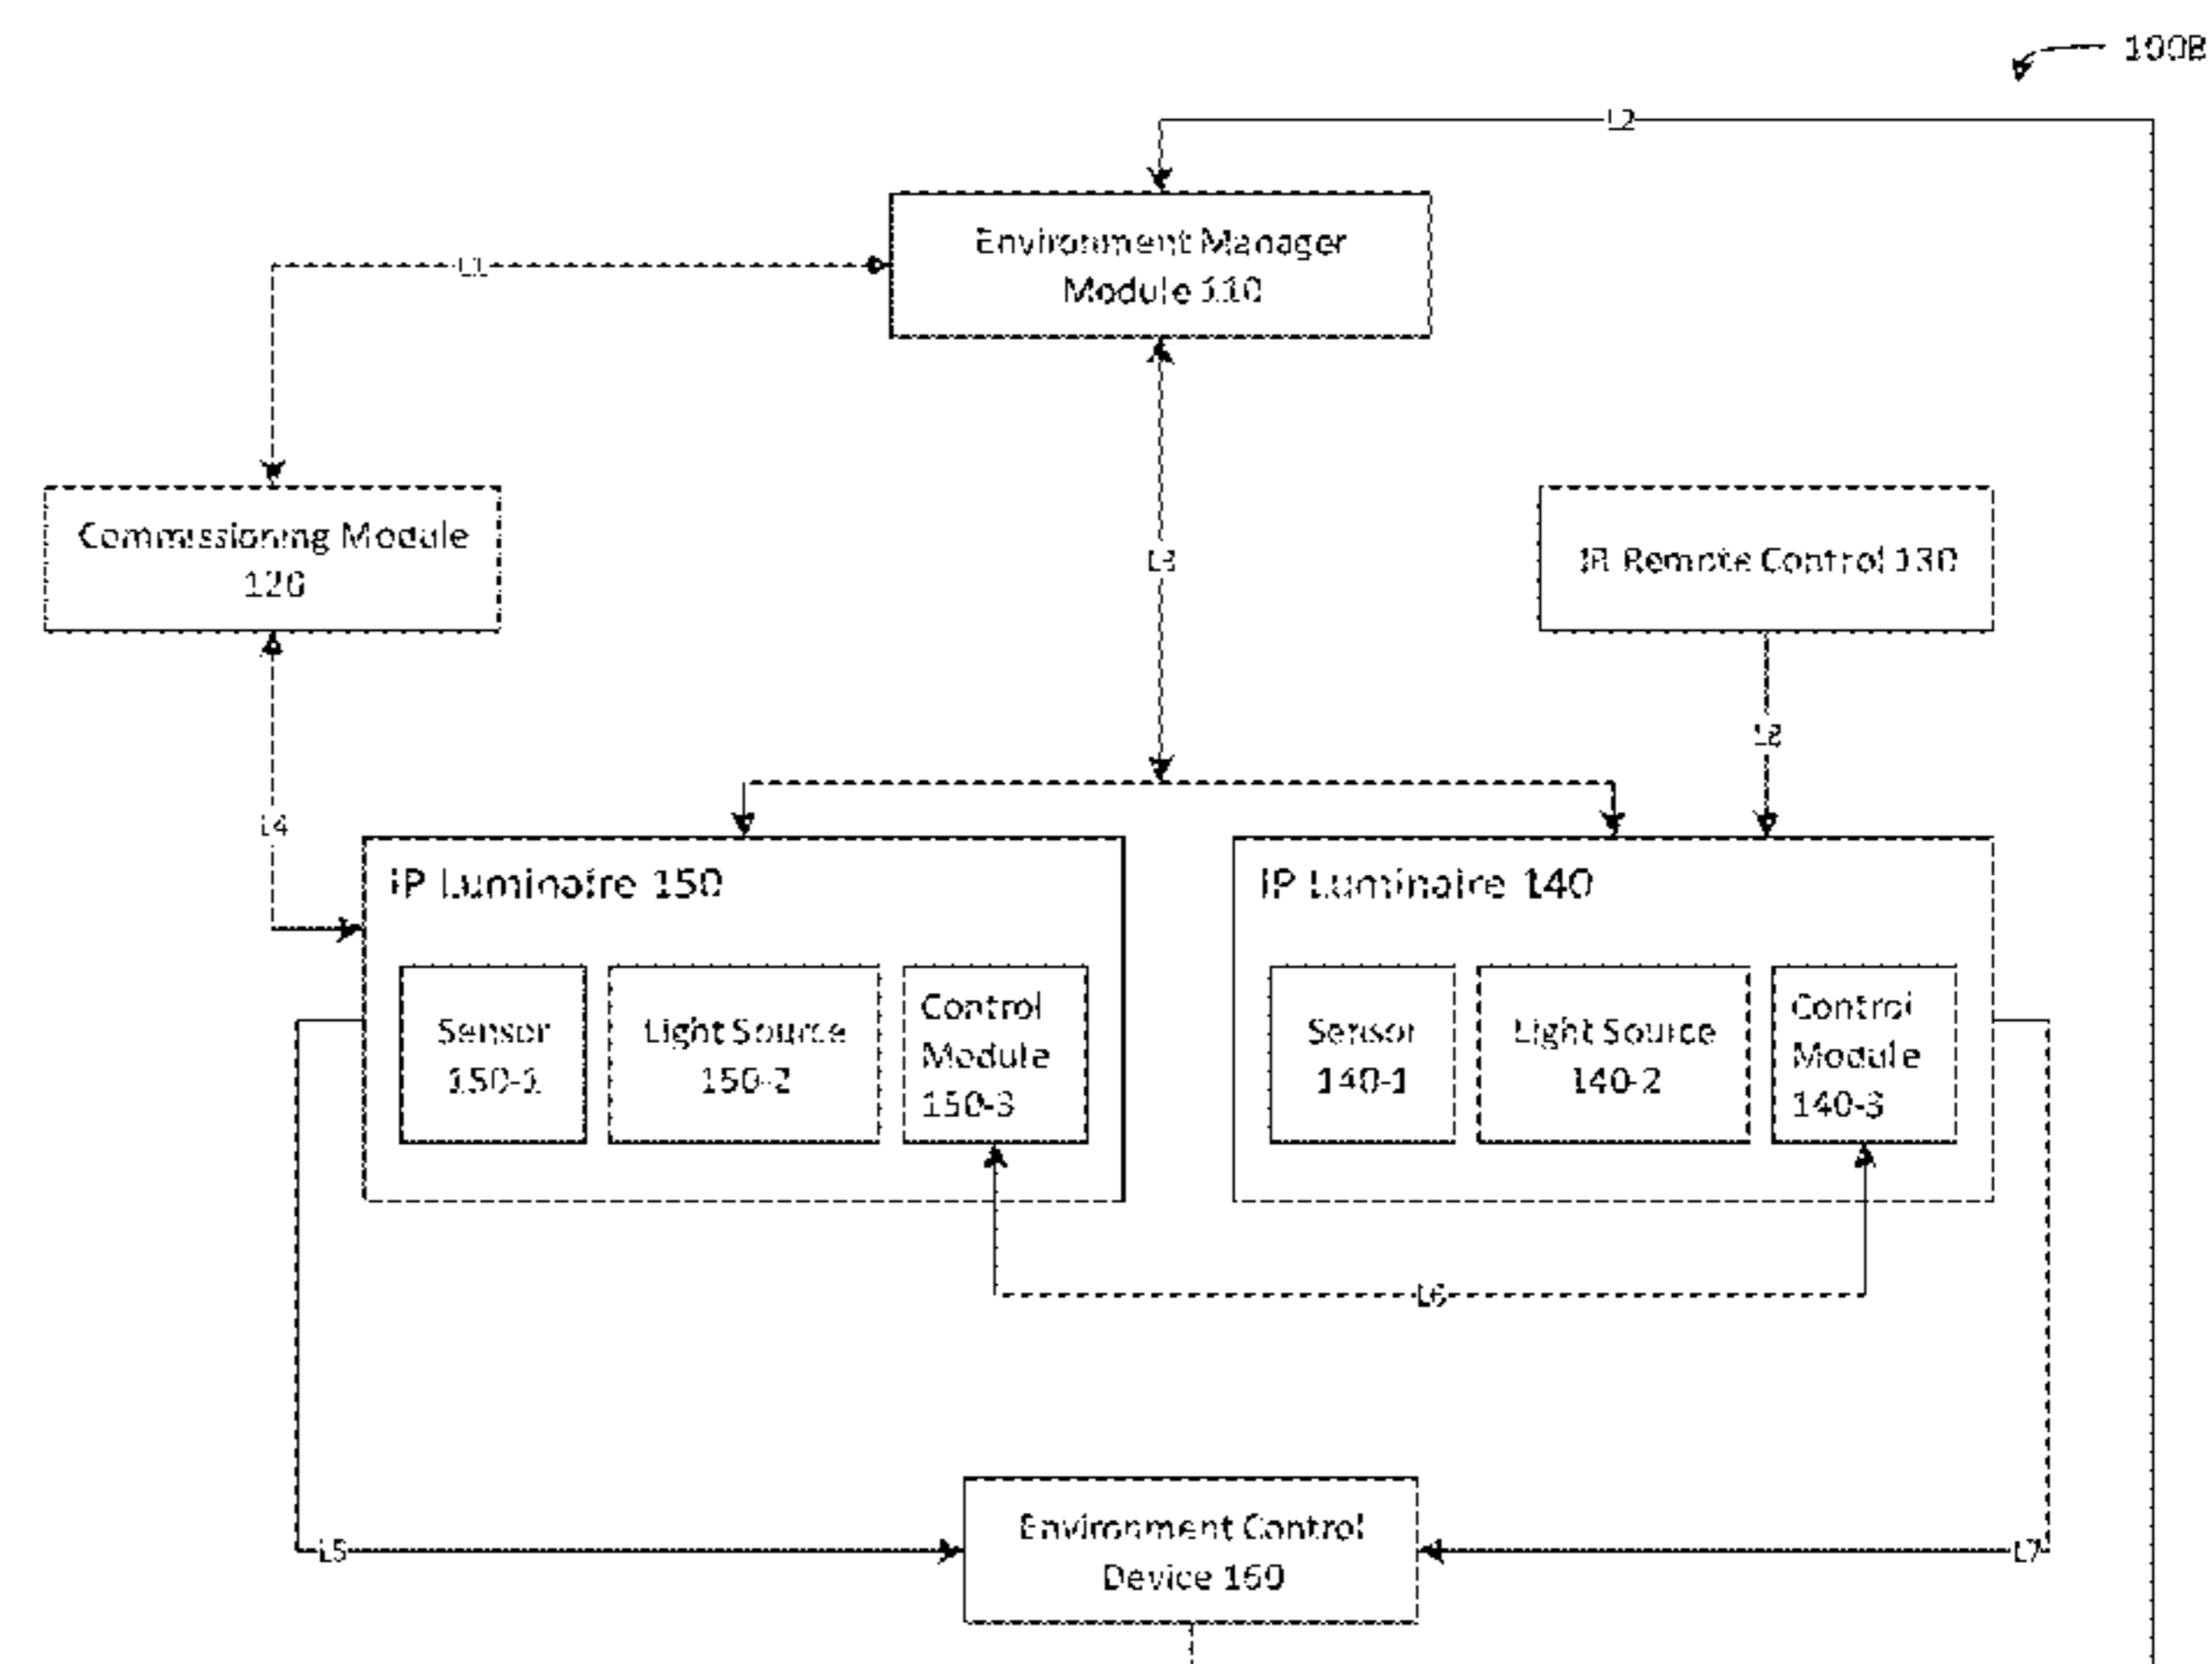 100B
L2
Environment Manager
Module 110
L1
Commissioning Module
120
L3
IR Remote Control 130
L8
L4
IP Luminaire 150
IP Luminaire 140
Sensor
150-1
Light Source
150-2
Control
Module
150-3
Sensor
140-1
Light Source
140-2
Control
Module
140-3
L6
Environment Control
Device 160
L5
L7